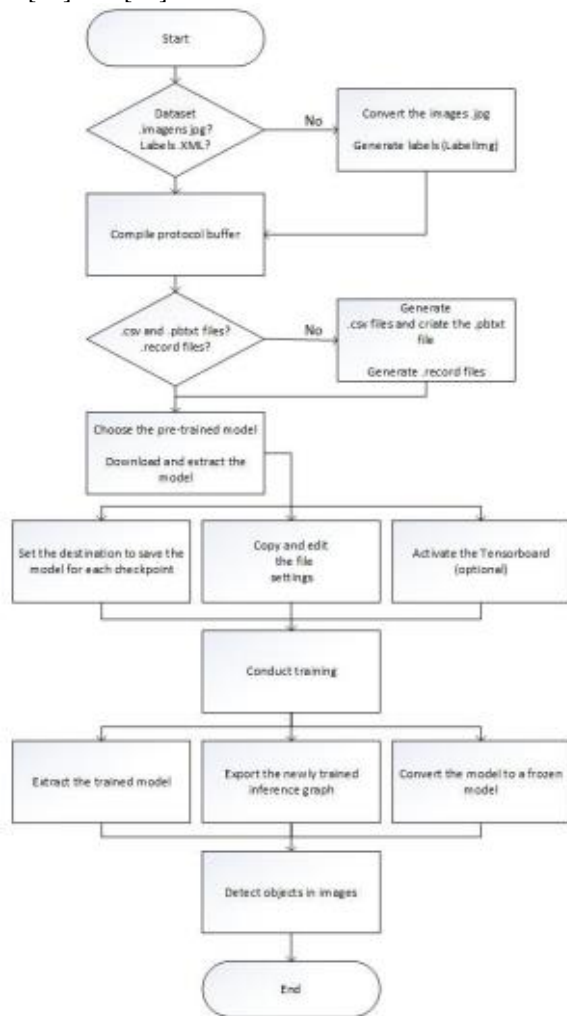 Start
Dataset
.imagens jpg?
Labels .XML?
No
Convert the images .jpg
Generate labels (LabelImg)
Compile protocol buffer
.csv and .pbtxt files?
.record files?
No
Generate
.csv files and criate the .pbtxt
file
Generate .record files
Choose the pre-trained model
Download and extract the
model
Set the destination to save the
model for each checkpoint
Copy and edit
the file
settings
Activate the Tensorboard
(optional)
Conduct training
Extract the trained model
Export the newly trained
inference graph
Convert the model to a frozen
model
Detect objects in images
End